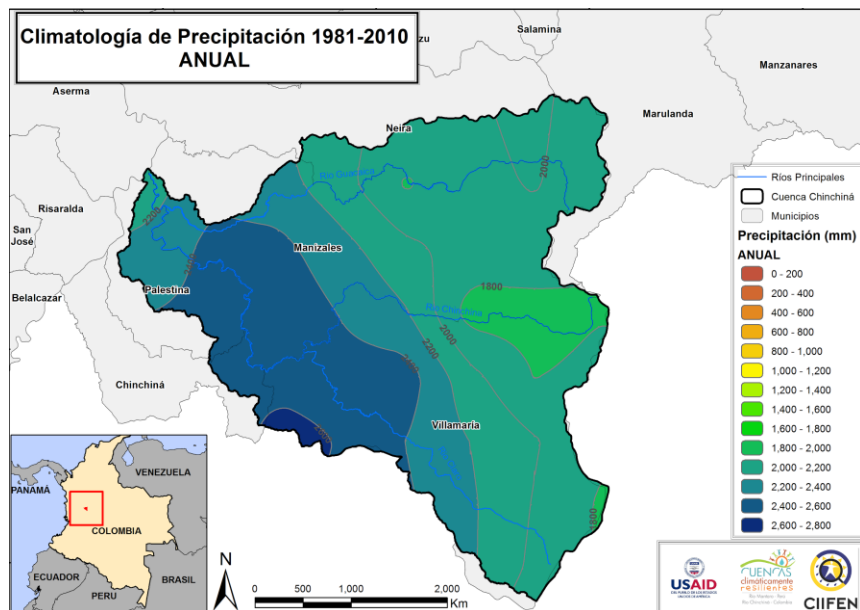 Climatología de Precipitación 1981-2010
ANUAL
Salamina
Manzanares
Aserma
Marulanda
Neira
Río Guacaica
2000
Risaralda
2200
San
José
Manizales
Belalcazar
Palestina
1800
Río Chinchiná
2200
2000
Chinchiná
Villamaría
1800
Ríos Principales
Cuenca Chinchiná
Municipios
Precipitación (mm)
ANUAL
0 - 200
200 - 400
400 - 600
600 - 800
800 - 1,000
1,000 - 1,200
1,200 - 1,400
1,400 - 1,600
1,600 - 1,800
1,800 - 2,000
2,000 - 2,200
2,200 - 2,400
2,400 - 2,600
2,600 - 2,800
PANAMÁ
VENEZUELA
COLOMBIA
ECUADOR
PERU
BRASIL
N
0 500 1,000 2,000
Km
USAID
CUENCAS
climáticamente
resilientes
CIIFEN